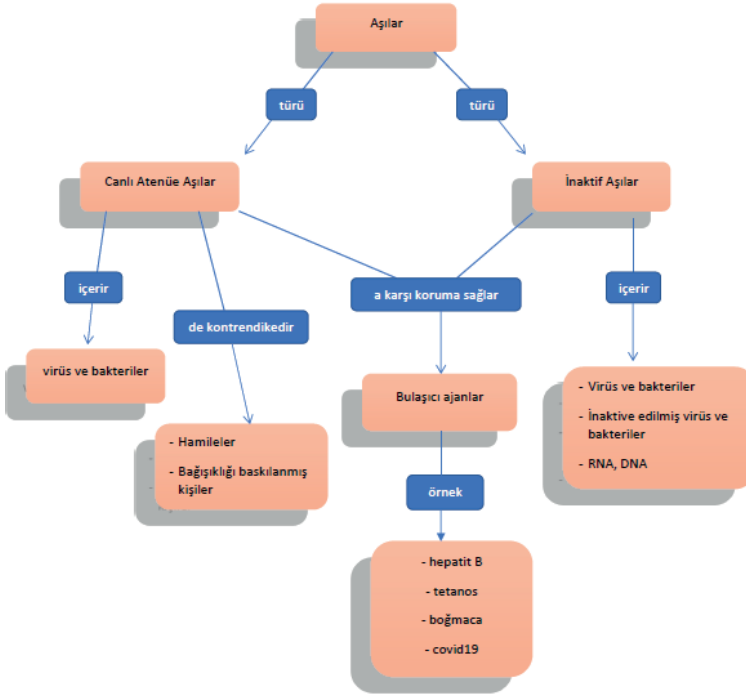 Aşılar
türü
türü
Canlı Atenüe Aşılar
İnaktif Aşılar
içerir
de kontrendikedir
a karşı koruma sağlar
içerir
virüs ve bakteriler
- Hamileler
- Bağışıklığı baskılanmış
kişiler
Bulaşıcı ajanlar
- Virüs ve bakteriler
- İnaktive edilmiş virüs ve
bakteriler
- RNA, DNA
örnek
- hepatit B
- tetanos
- boğmaca
- covid19